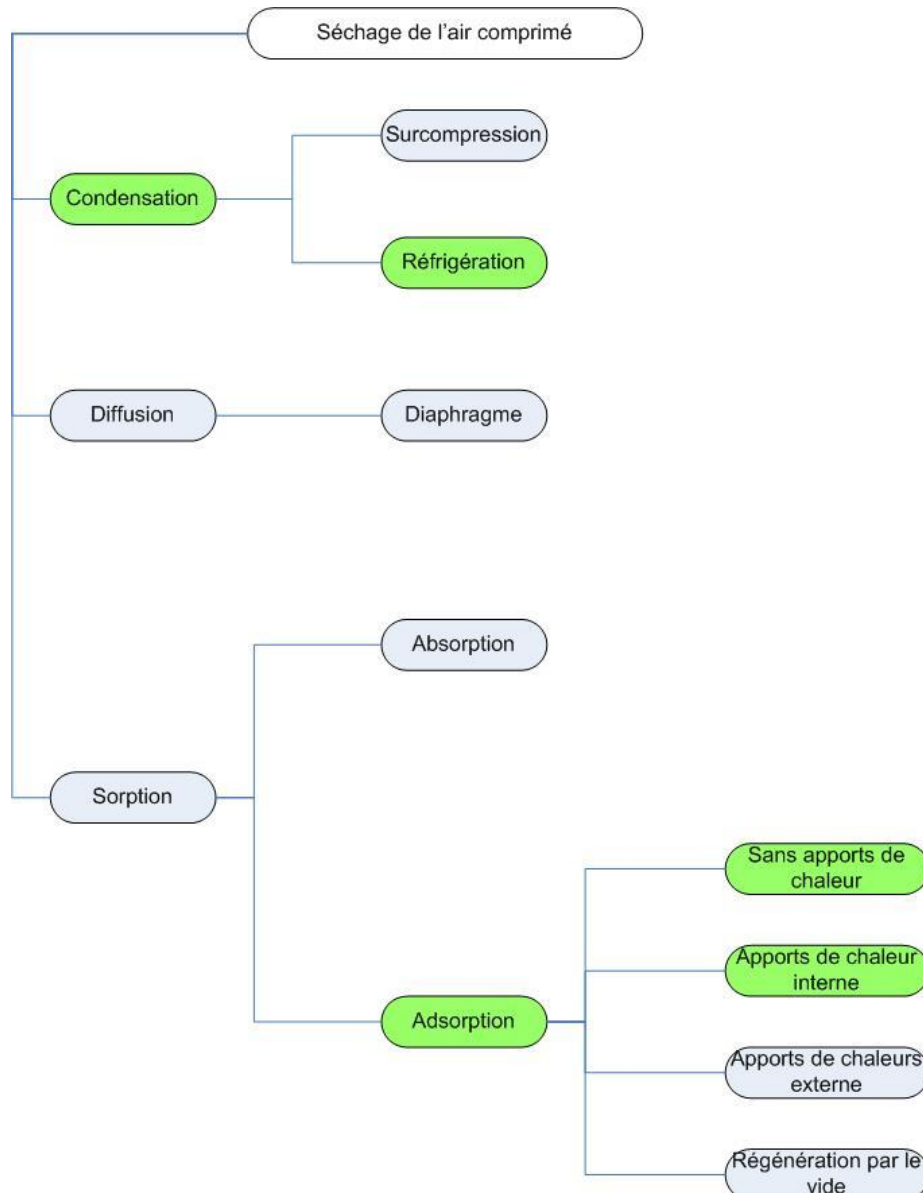 Séchage de l'air comprimé
Surcompression
Condensation
Réfrigération
Diffusion
Diaphragme
Absorption
Sorption
Sans apports de
chaleur
Apports de chaleur
interne
Adsorption
Apports de chaleurs
externe
Régénération par le
vide